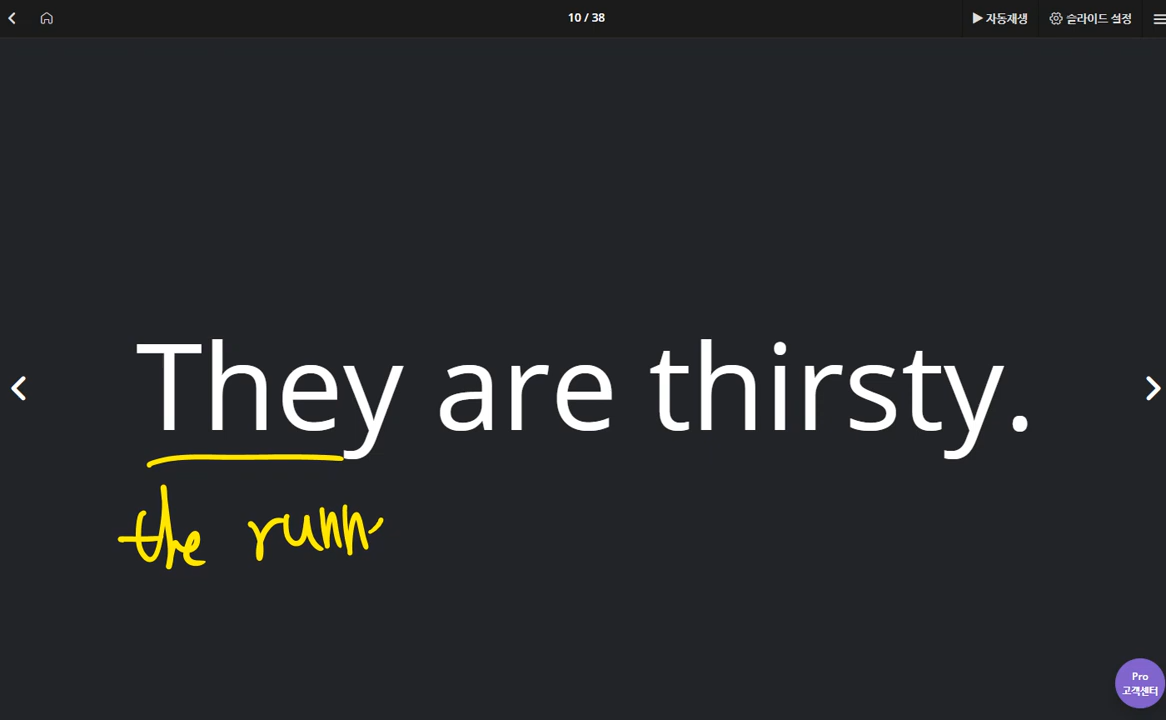 10 / 38
▶ 자동재생
슬라이드 설정
They are thirsty.
the runn
Pro
고객센터